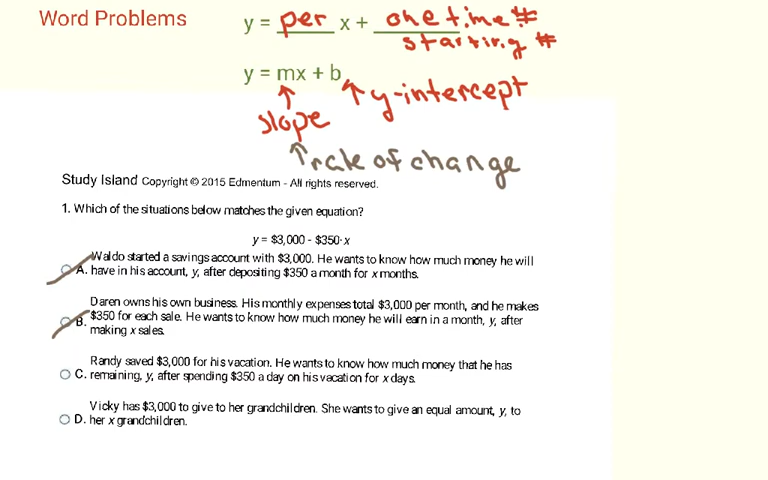 Word Problems
y = per x + one time #
starting #
y = mx + b
y-intercept
slope
rate of change
Study Island Copyright © 2015 Edmentum - All rights reserved.
1. Which of the situations below matches the given equation?
y = $3,000 - $350·x
Waldo started a savings account with $3,000. He wants to know how much money he will
A. have in his account, y, after depositing $350 a month for x months.
Daren owns his own business. His monthly expenses total $3,000 per month, and he makes
B. $350 for each sale. He wants to know how much money he will earn in a month, y, after
making x sales.
Randy saved $3,000 for his vacation. He wants to know how much money that he has
C. remaining, y, after spending $350 a day on his vacation for x days.
Vicky has $3,000 to give to her grandchildren. She wants to give an equal amount, y, to
D. her x grandchildren.